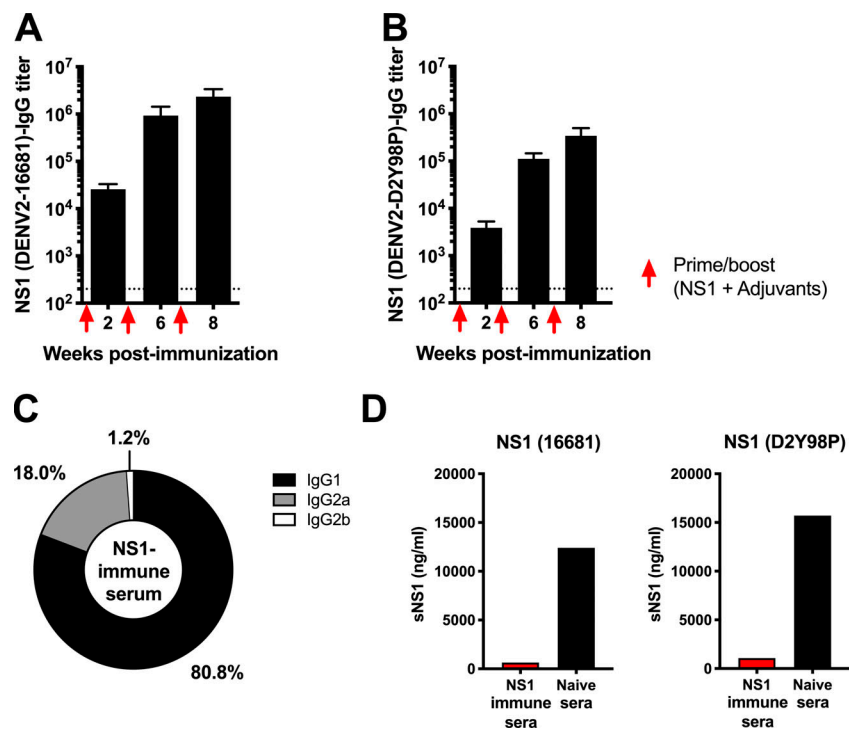 A
NS1 (DENV2-16681)-IgG titer
10⁷
10⁶
10⁵
10⁴
10³
10²
2 6 8
Weeks post-immunization
B
NS1 (DENV2-D2Y98P)-IgG titer
10⁷
10⁶
10⁵
10⁴
10³
10²
2 6 8
Weeks post-immunization
Prime/boost
(NS1 + Adjuvants)
C
1.2%
18.0%
80.8%
NS1-
immune
serum
IgG1
IgG2a
IgG2b
D
NS1 (16681)
sNS1 (ng/ml)
20000
15000
10000
5000
0
NS1 Naive
immune sera
sera
NS1 (D2Y98P)
sNS1 (ng/ml)
20000
15000
10000
5000
0
NS1 Naive
immune sera
sera